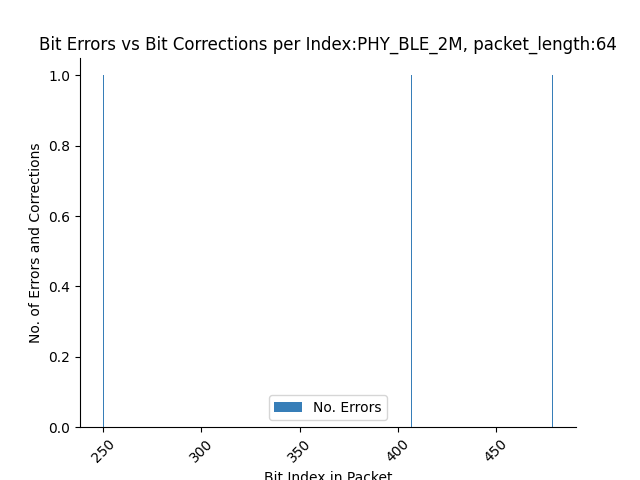 Bit Errors vs Bit Corrections per Index:PHY_BLE_2M, packet_length:64
No. of Errors and Corrections
1.0
0.8
0.6
0.4
0.2
0.0
No. Errors
250
300
350
400
450
Bit Index in Packet